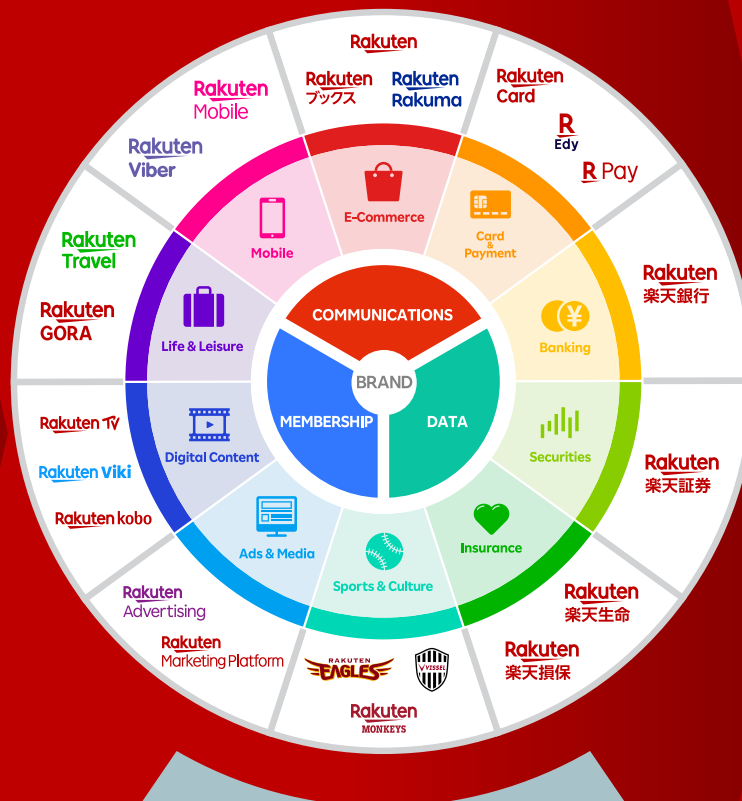 Rakuten
Rakuten
ブックス
Rakuten
Rakuma
Rakuten
Card
R
Edy
R Pay
Rakuten
楽天銀行
Rakuten
楽天証券
Rakuten
楽天生命
Rakuten
楽天損保
RAKUTEN
EAGLES
VISSEL
Rakuten
MONKEYS
Rakuten
Advertising
Rakuten
Marketing Platform
Rakuten TV
Rakuten Viki
Rakuten kobo
Rakuten
Travel
Rakuten
GORA
Rakuten
Mobile
Rakuten
Viber
E-Commerce
Card
&
Payment
Banking
Securities
Insurance
Sports & Culture
Ads & Media
Digital Content
Life & Leisure
Mobile
COMMUNICATIONS
BRAND
MEMBERSHIP
DATA